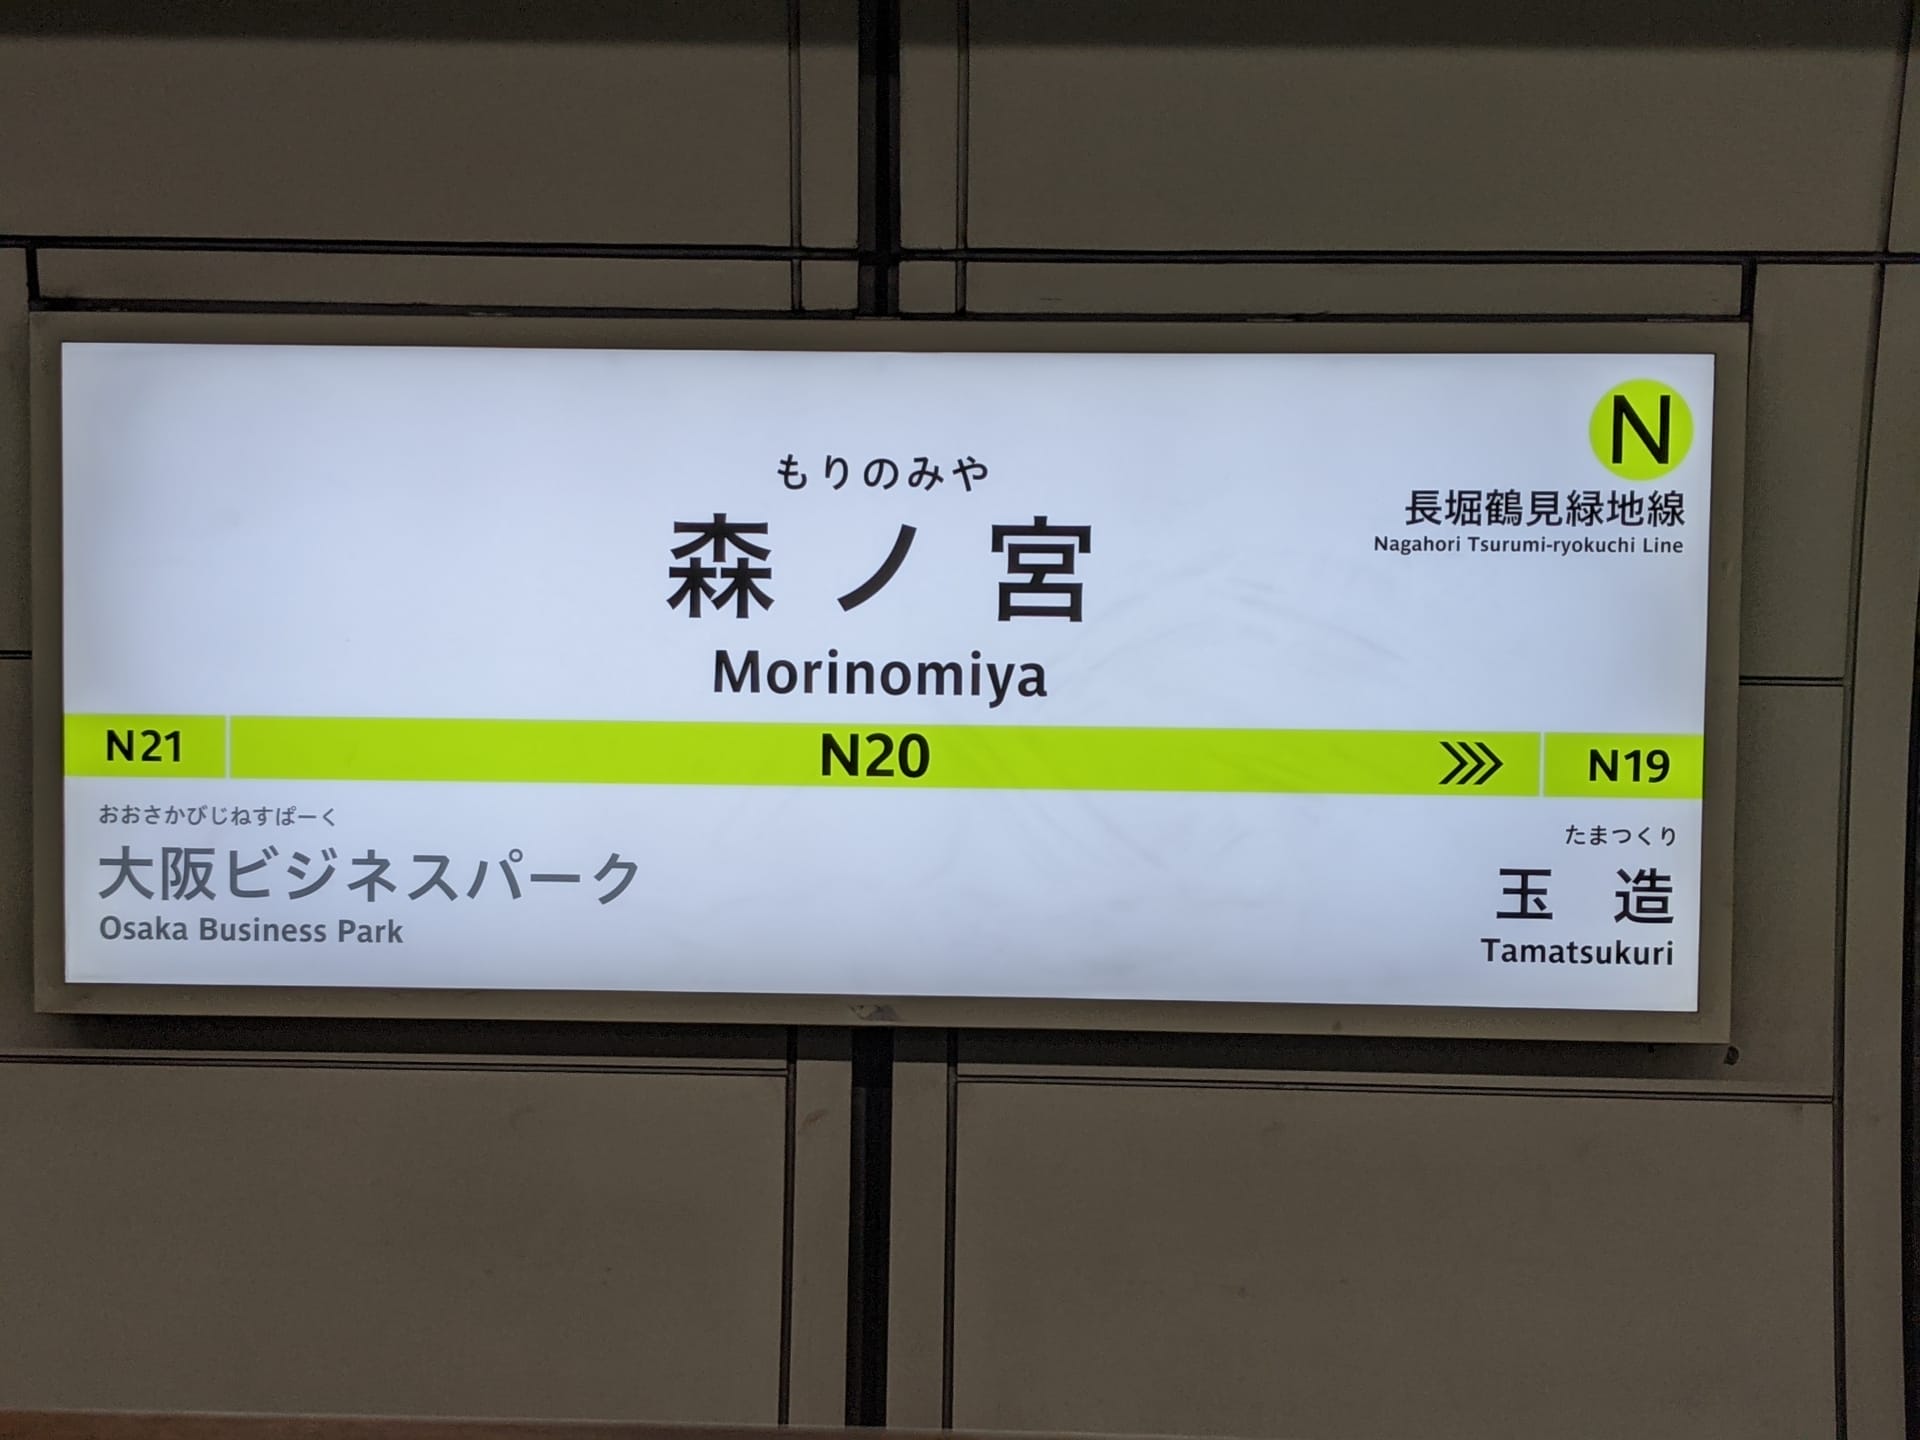 N
長堀鶴見緑地線
Nagahori Tsurumi-ryokuchi Line
もりのみや
森ノ宮
Morinomiya
N21
N20
N19
おおさかびじねすぱーく
大阪ビジネスパーク
Osaka Business Park
たまつくり
玉造
Tamatsukuri